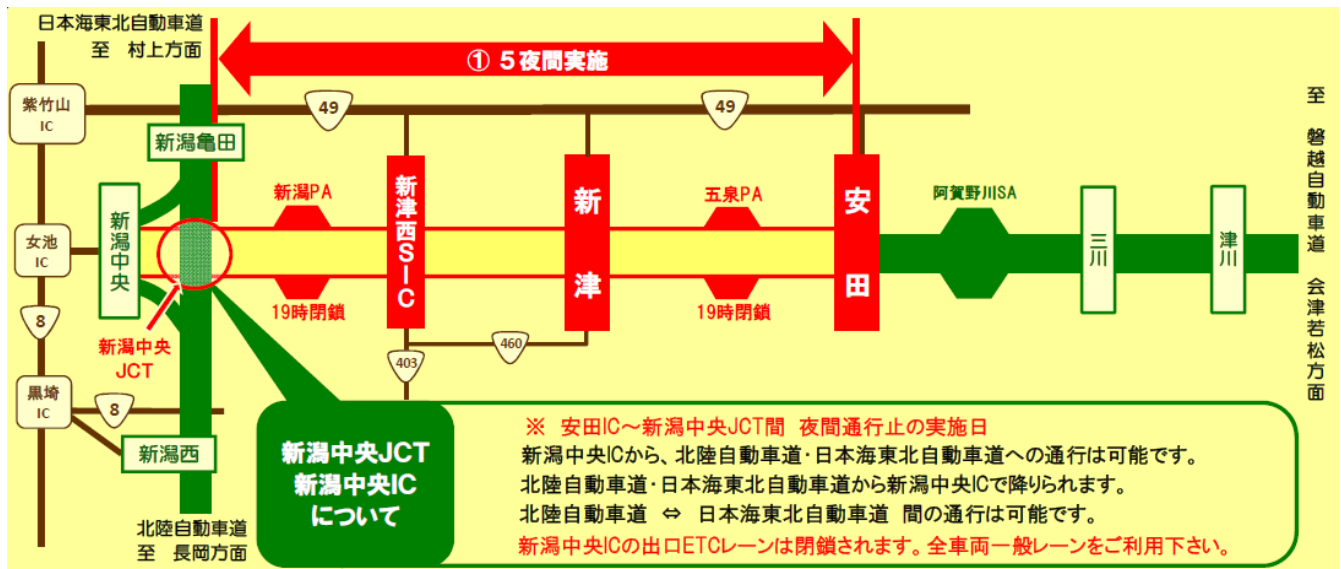 日本海東北自動車道
至 村上方面
① 5夜間実施
紫竹山
IC
49
49
新潟亀田
新潟PA
新津西SIC
新津
五泉PA
安田
阿賀野川SA
三川
津川
至 磐越自動車道 会津若松方面
女池
IC
新潟中央
8
19時閉鎖
19時閉鎖
新潟中央
JCT
460
403
黒埼
IC
8
新潟西
北陸自動車道
至 長岡方面
新潟中央JCT
新潟中央IC
について
※ 安田IC～新潟中央JCT間 夜間通行止の実施日
新潟中央ICから、北陸自動車道・日本海東北自動車道への通行は可能です。
北陸自動車道・日本海東北自動車道から新潟中央ICで降りられます。
北陸自動車道 ⇔ 日本海東北自動車道 間の通行は可能です。
新潟中央ICの出口ETCレーンは閉鎖されます。全車両一般レーンをご利用下さい。